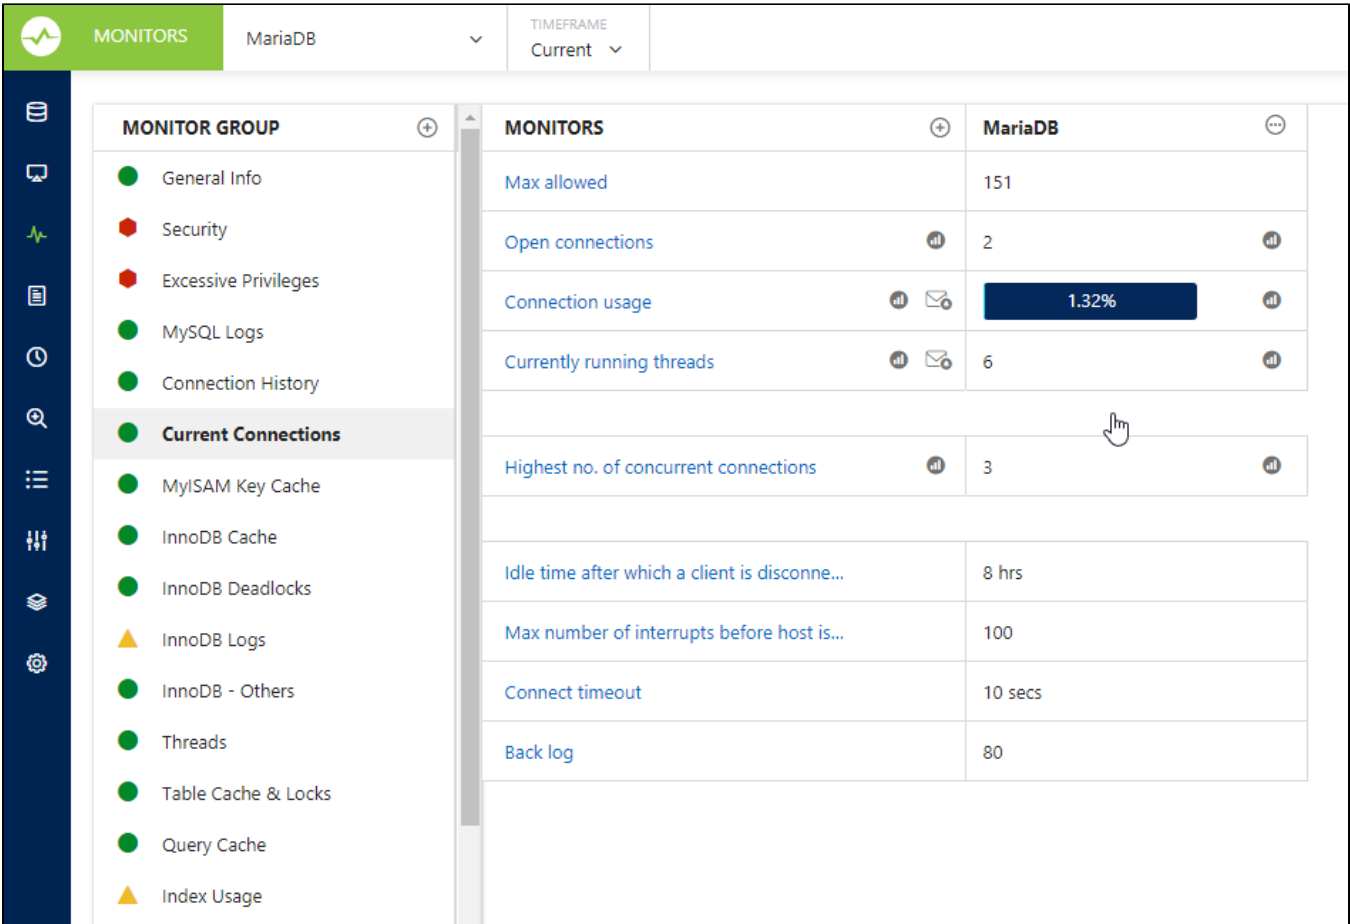 MONITORS
MariaDB
TIMEFRAME
Current
MONITOR GROUP
General Info
Security
Excessive Privileges
MySQL Logs
Connection History
Current Connections
MyISAM Key Cache
InnoDB Cache
InnoDB Deadlocks
InnoDB Logs
InnoDB - Others
Threads
Table Cache & Locks
Query Cache
Index Usage
MONITORS MariaDB
Max allowed 151
Open connections 2
Connection usage 1.32%
Currently running threads 6
Highest no. of concurrent connections 3
Idle time after which a client is disconne... 8 hrs
Max number of interrupts before host is... 100
Connect timeout 10 secs
Back log 80